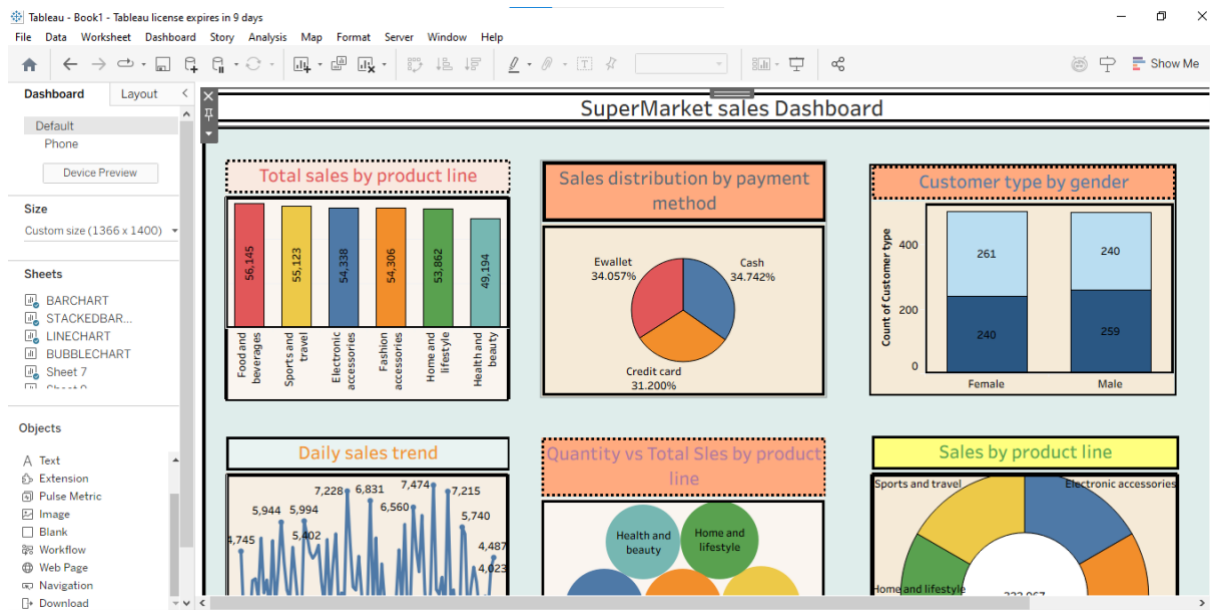 Tableau - Book1 - Tableau license expires in 9 days
File Data Worksheet Dashboard Story Analysis Map Format Server Window Help
Show Me
Dashboard Layout
Default
Phone
Device Preview
Size
Custom size (1366 x 1400)
Sheets
BARCHART
STACKEDBAR...
LINECHART
BUBBLECHART
Sheet 7
Objects
Text
Extension
Pulse Metric
Image
Blank
Workflow
Web Page
Navigation
Download
SuperMarket sales Dashboard
Total sales by product line
56,145
55,123
54,338
54,306
53,862
49,194
Food and
beverages
Sports and
travel
Electronic
accessories
Fashion
accessories
Home and
lifestyle
Health and
beauty
Sales distribution by payment
method
Ewallet
34.057%
Cash
34.742%
Credit card
31.200%
Customer type by gender
Count of Customer type
400
200
0
261
240
240
259
Female
Male
Daily sales trend
7,228
6,831
7,474
7,215
5,944
5,994
6,560
5,740
5,402
4,745
4,487
4,023
Quantity vs Total Sles by product
line
Health and
beauty
Home and
lifestyle
Sales by product line
Sports and travel
Electronic accessories
Home and lifestyle